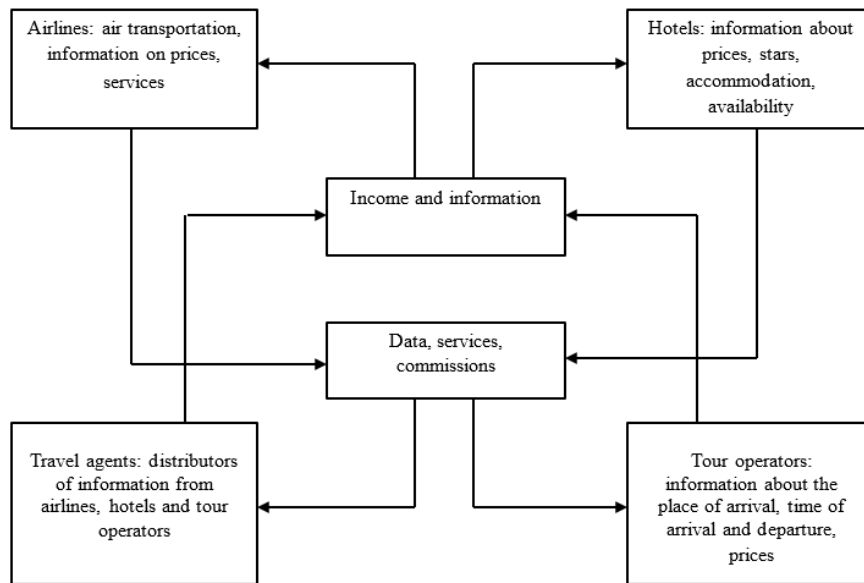 Airlines: air transportation,
information on prices,
services
Hotels: information about
prices, stars,
accommodation,
availability
Income and information
Data, services,
commissions
Travel agents: distributors
of information from
airlines, hotels and tour
operators
Tour operators:
information about the
place of arrival, time of
arrival and departure,
prices